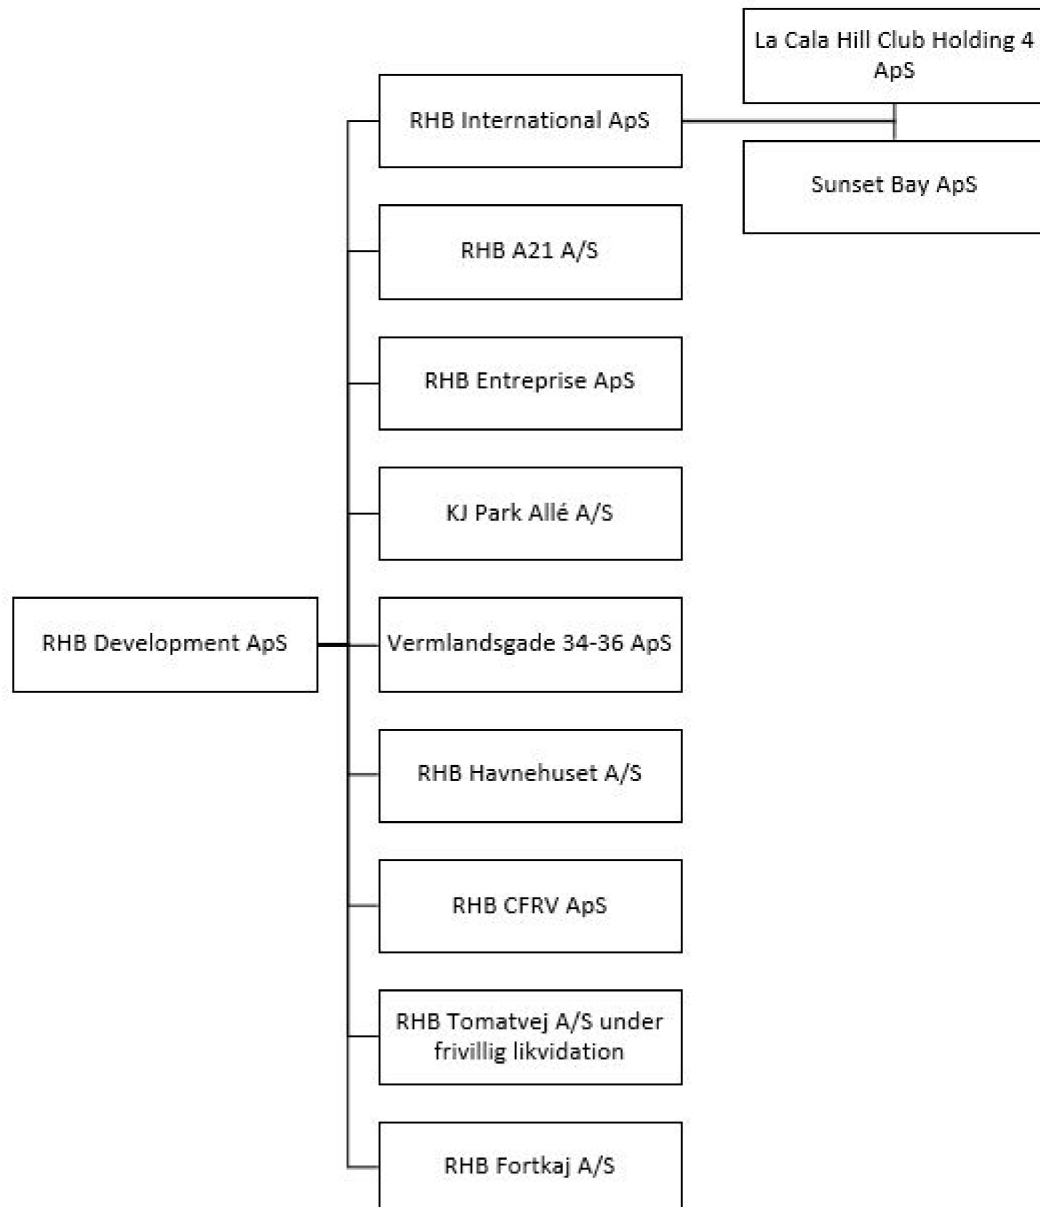 La Cala Hill Club Holding 4
ApS
RHB International ApS
Sunset Bay ApS
RHB A21 A/S
RHB Entreprise ApS
KJ Park Allé A/S
RHB Development ApS
Vermlandsgade 34-36 ApS
RHB Havnehuset A/S
RHB CFRV ApS
RHB Tomatvej A/S under
frivillig likvidation
RHB Fortkaj A/S